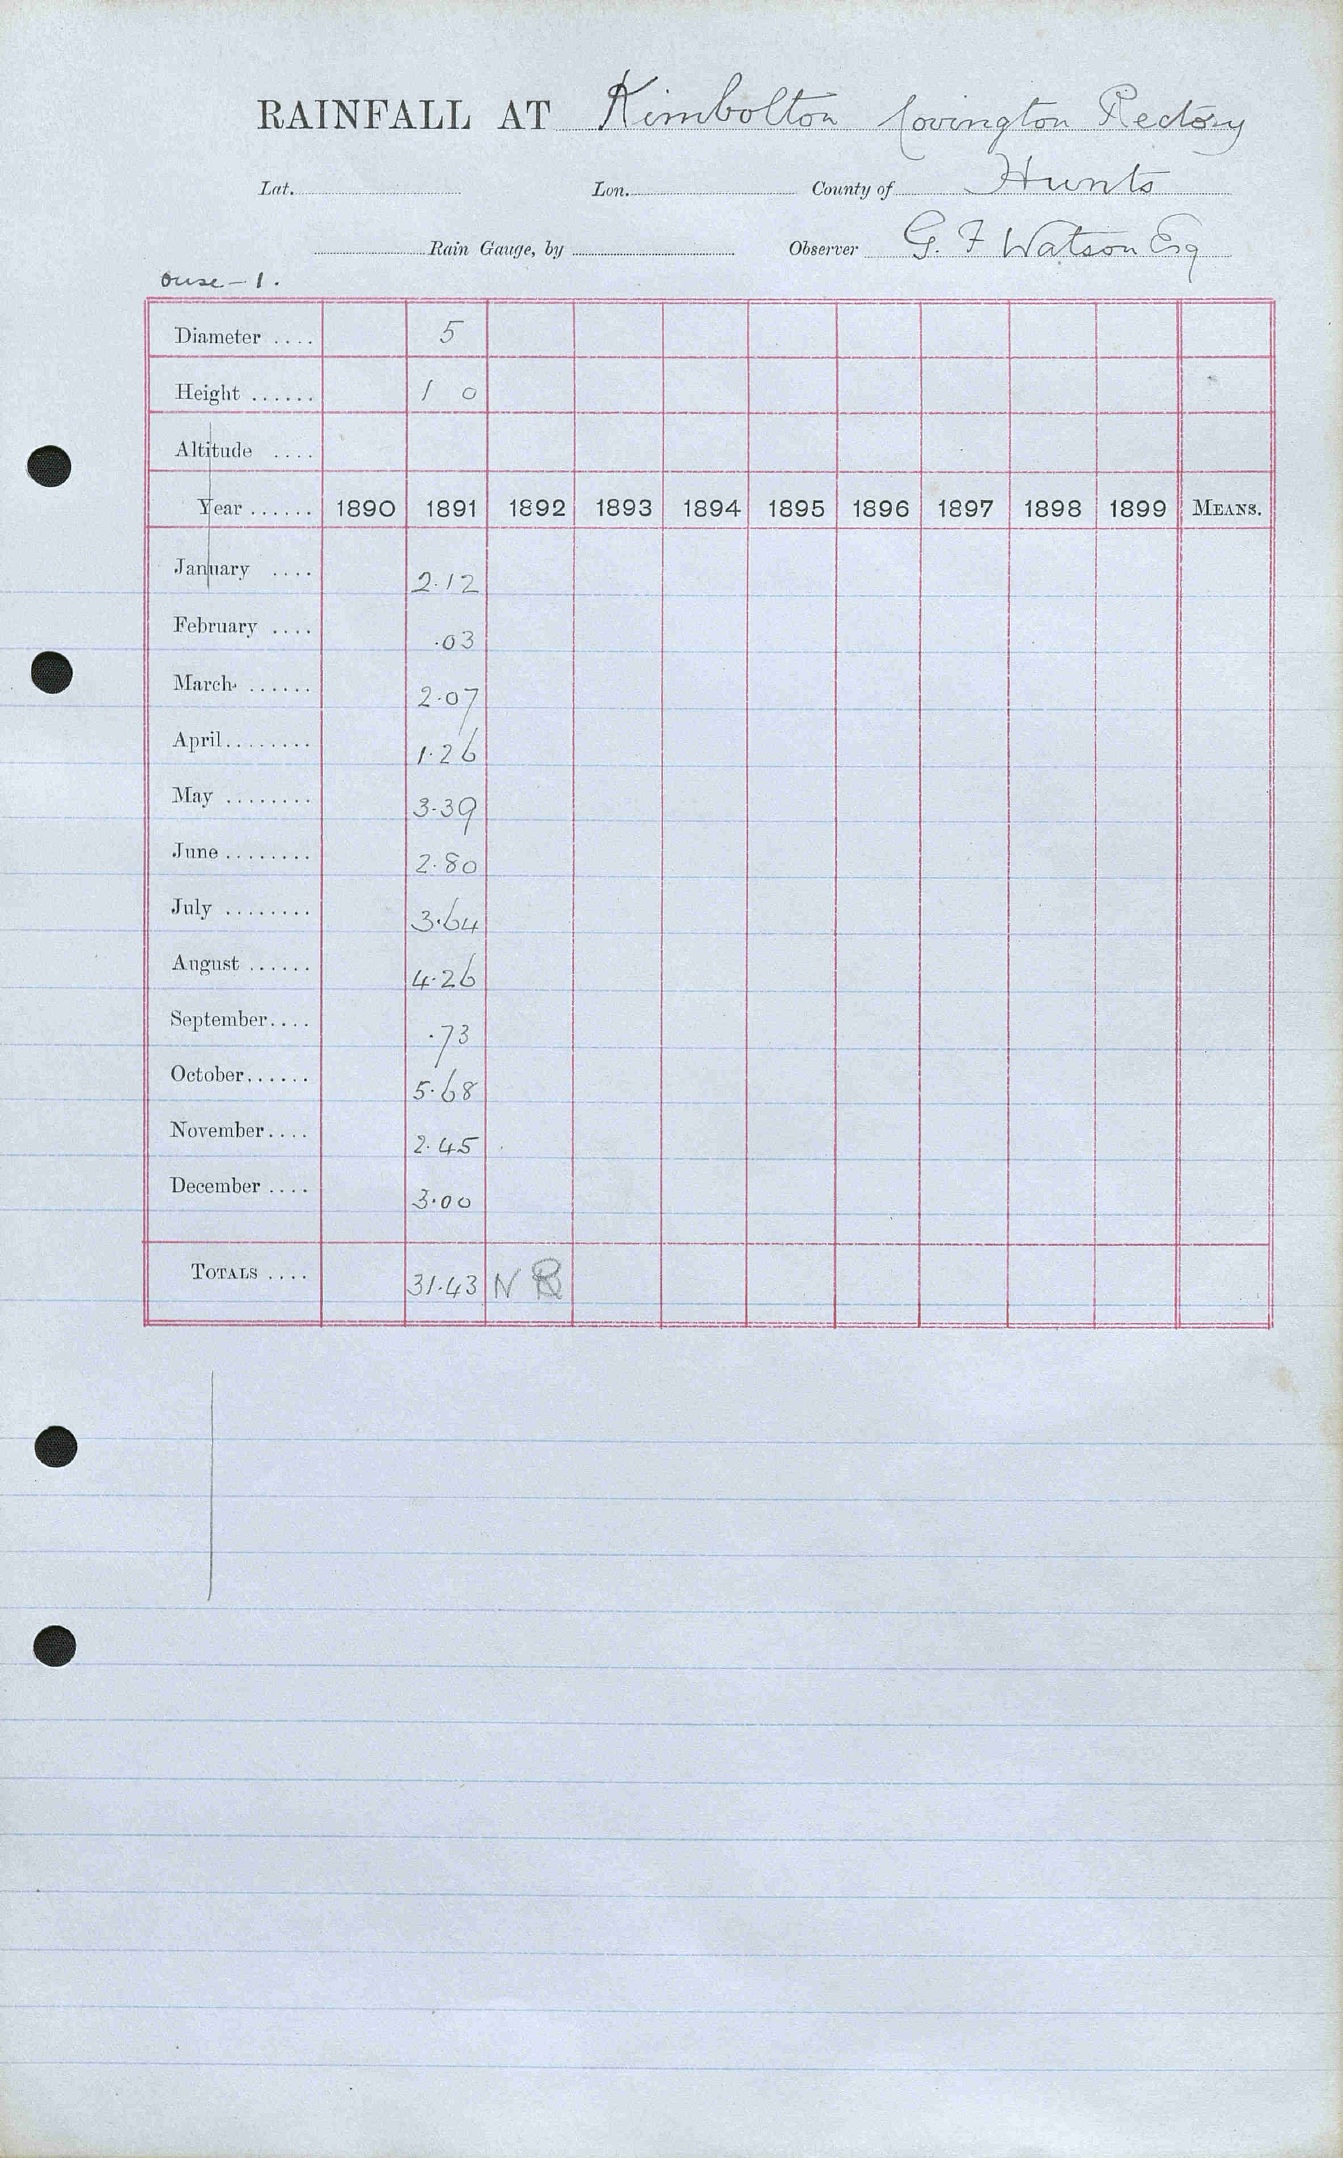 RAINFALL AT Kimbolton Covington Rectory
Lat. Lon. County of Hunts
Rain Gauge, by Observer G. F Watson Esq
Ouse - 1.
Diameter .... 5
Height ...... 1 0
Altitude ....
Year ...... 1890 1891 1892 1893 1894 1895 1896 1897 1898 1899 MEANS.
January .... 2.12
February .... .03
March ...... 2.07
April ........ 1.26
May ........ 3.39
June ........ 2.80
July ........ 3.64
August ...... 4.26
September.... .73
October...... 5.68
November.... 2.45
December .... 3.00
TOTALS .... 31.43 N R